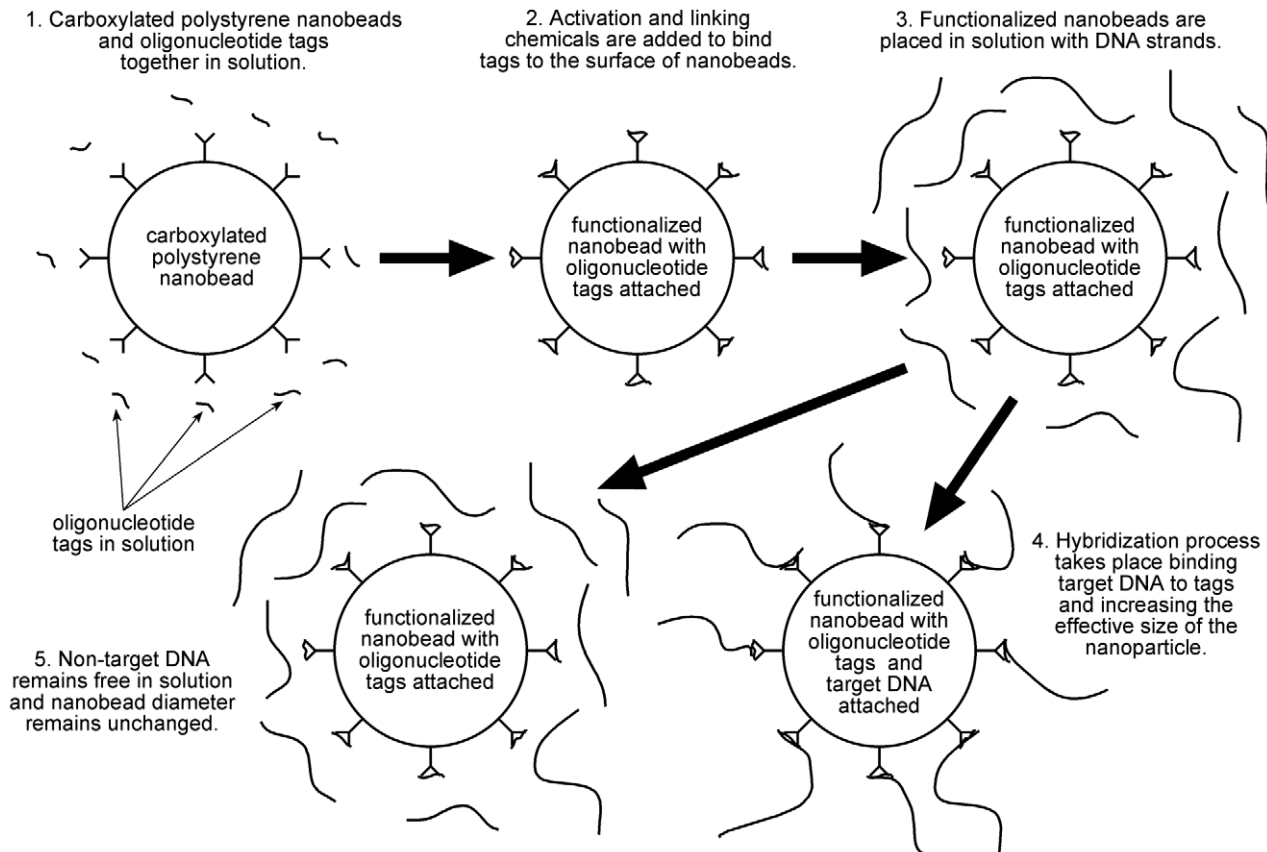 1. Carboxylated polystyrene nanobeads
and oligonucleotide tags
together in solution.
2. Activation and linking
chemicals are added to bind
tags to the surface of nanobeads.
3. Functionalized nanobeads are
placed in solution with DNA strands.
carboxylated
polystyrene
nanobead
functionalized
nanobead with
oligonucleotide
tags attached
functionalized
nanobead with
oligonucleotide
tags attached
oligonucleotide
tags in solution
4. Hybridization process
takes place binding
target DNA to tags
and increasing the
effective size of the
nanoparticle.
functionalized
nanobead with
oligonucleotide
tags and
target DNA
attached
functionalized
nanobead with
oligonucleotide
tags attached
5. Non-target DNA
remains free in solution
and nanobead diameter
remains unchanged.